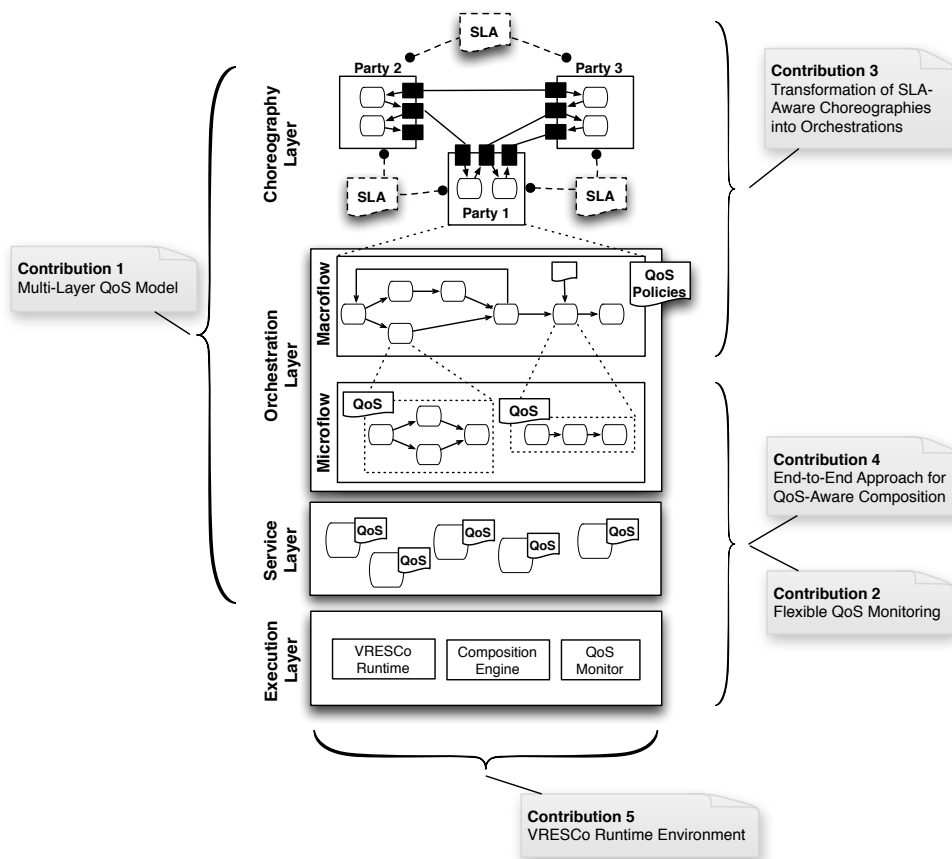 SLA
Party 2
Party 3
Choreography
Layer
SLA
SLA
Party 1
Contribution 3
Transformation of SLA-
Aware Choreographies
into Orchestrations
Contribution 1
Multi-Layer QoS Model
Orchestration
Layer
Macroflow
QoS
Policies
Microflow
QoS
QoS
Contribution 4
End-to-End Approach for
QoS-Aware Composition
Service
Layer
QoS
QoS
QoS
QoS
QoS
Contribution 2
Flexible QoS Monitoring
Execution
Layer
VRESCo
Runtime
Composition
Engine
QoS
Monitor
Contribution 5
VRESCo Runtime Environment